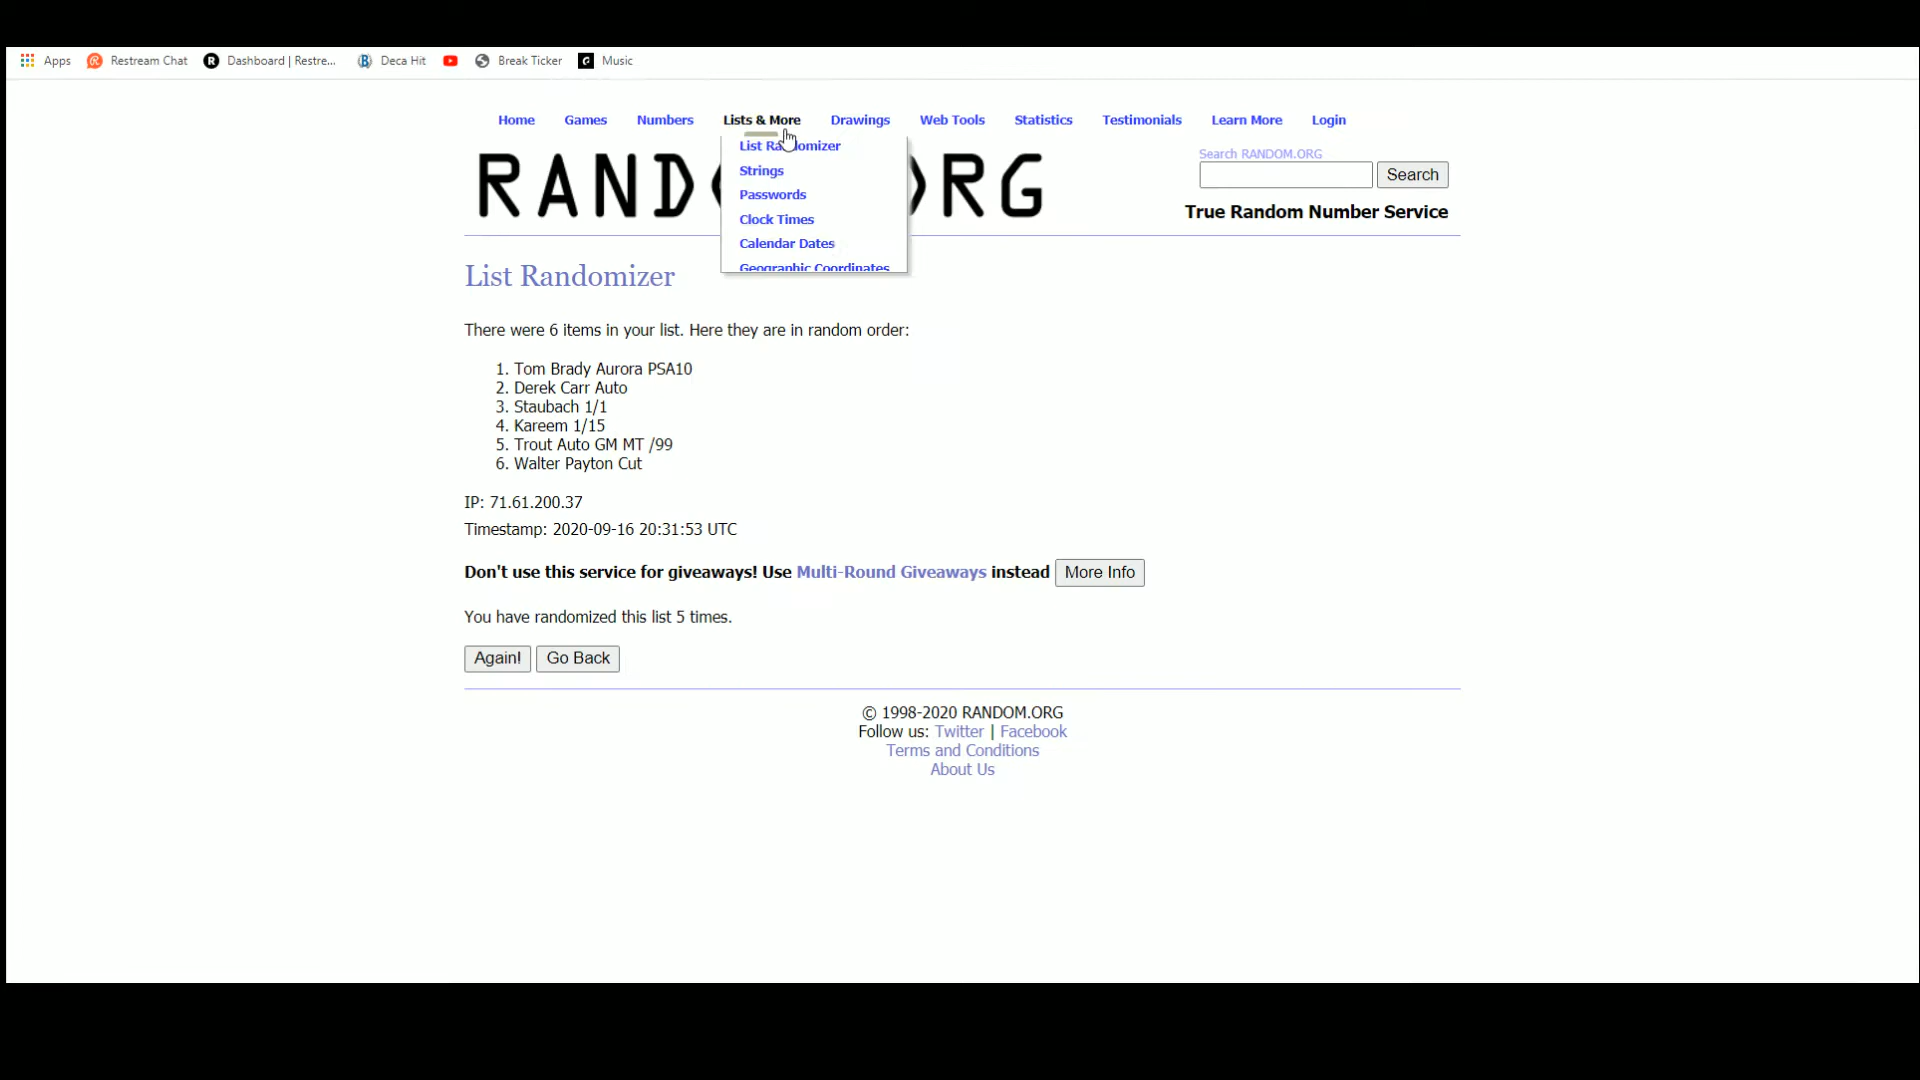 Apps Restream Chat Dashboard | Restre... Deca Hit Break Ticker Music
Home Games Numbers Lists & More Drawings Web Tools Statistics Testimonials Learn More Login
List Randomizer
Strings
Passwords
Clock Times
Calendar Dates
Geographic Coordinates
RAND RG
Search RANDOM.ORG
Search
True Random Number Service
List Randomizer
There were 6 items in your list. Here they are in random order:
1. Tom Brady Aurora PSA10
2. Derek Carr Auto
3. Staubach 1/1
4. Kareem 1/15
5. Trout Auto GM MT /99
6. Walter Payton Cut
IP: 71.61.200.37
Timestamp: 2020-09-16 20:31:53 UTC
Don't use this service for giveaways! Use Multi-Round Giveaways instead More Info
You have randomized this list 5 times.
Again! Go Back
© 1998-2020 RANDOM.ORG
Follow us: Twitter | Facebook
Terms and Conditions
About Us